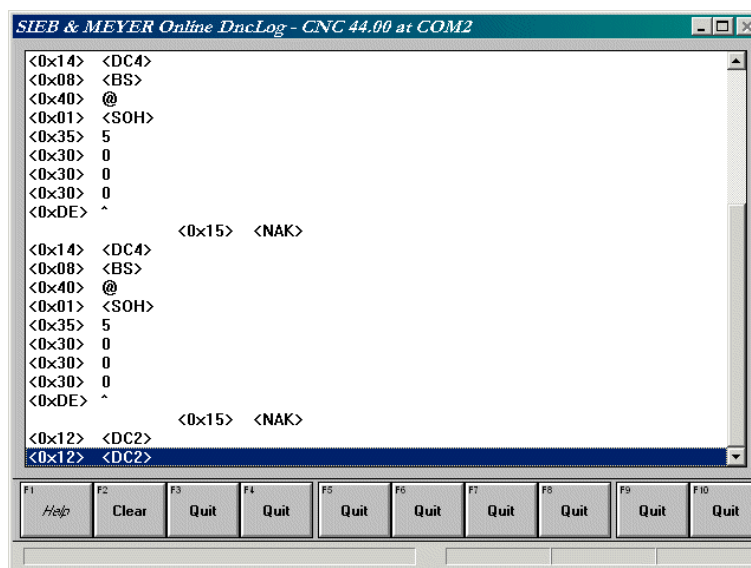 SIEB & MEYER Online DncLog - CNC 44.00 at COM2
<0x14> <DC4>
<0x08> <BS>
<0x40> @
<0x01> <SOH>
<0x35> 5
<0x30> 0
<0x30> 0
<0x30> 0
<0xDE> ^
<0x15> <NAK>
<0x14> <DC4>
<0x08> <BS>
<0x40> @
<0x01> <SOH>
<0x35> 5
<0x30> 0
<0x30> 0
<0x30> 0
<0xDE> ^
<0x15> <NAK>
<0x12> <DC2>
<0x12> <DC2>
F1 F2 F3 F4 F5 F6 F7 F8 F9 F10
Help Clear Quit Quit Quit Quit Quit Quit Quit Quit